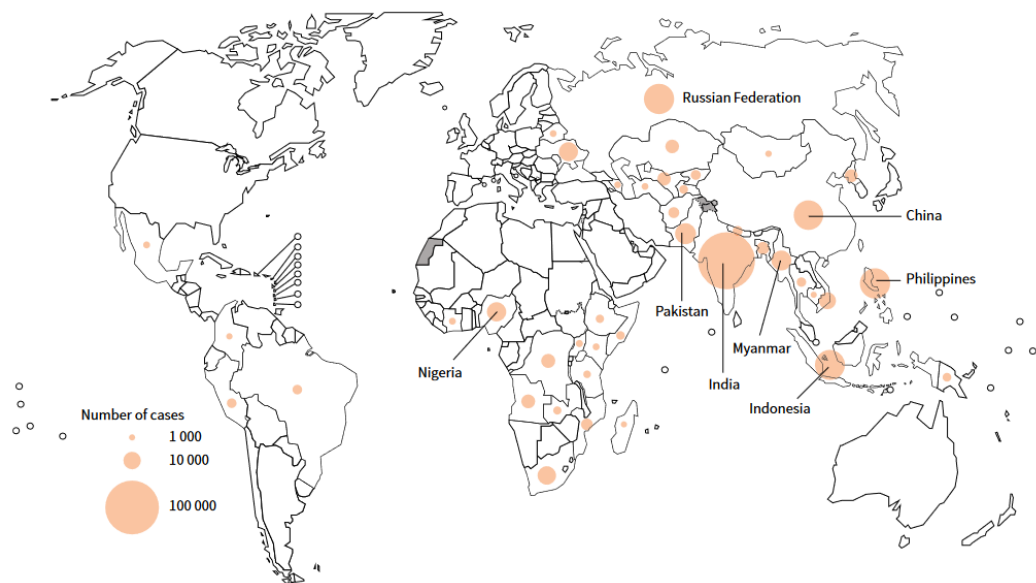 Russian Federation
China
Philippines
Pakistan
Myanmar
Nigeria
India
Indonesia
Number of cases
1 000
10 000
100 000